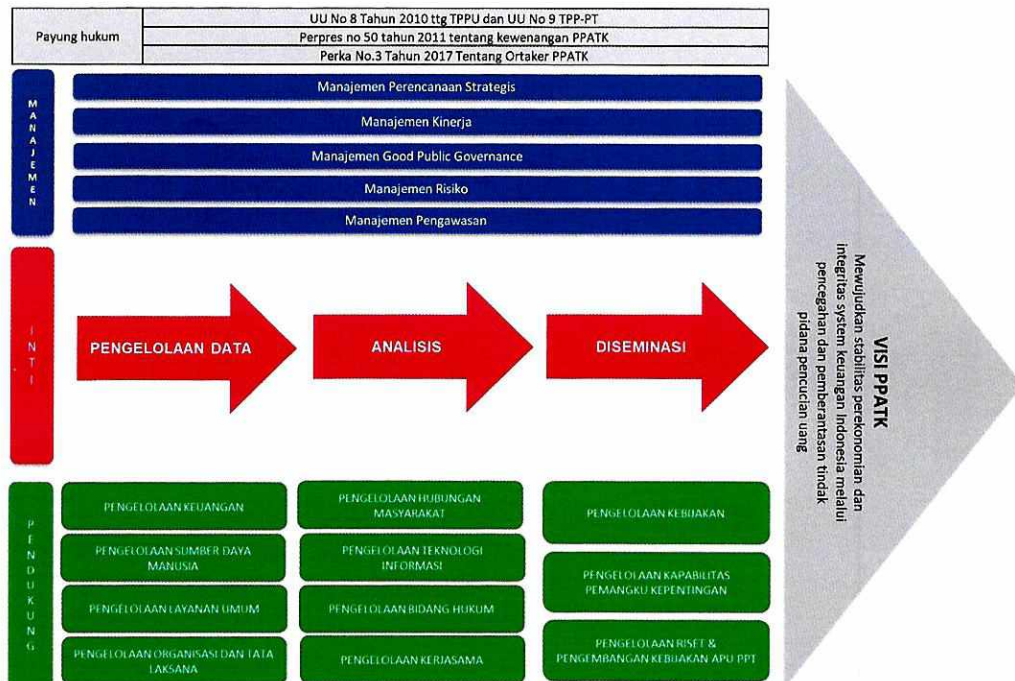 Payung hukum
UU No 8 Tahun 2010 ttg TPPU dan UU No 9 TPP-PT
Perpres no 50 tahun 2011 tentang kewenangan PPATK
Perka No.3 Tahun 2017 Tentang Ortaker PPATK
MANAJEMEN
Manajemen Perencanaan Strategis
Manajemen Kinerja
Manajemen Good Public Governance
Manajemen Risiko
Manajemen Pengawasan
INTI
PENGELOLAAN DATA
ANALISIS
DISEMINASI
PENDUKUNG
PENGELOLAAN KEUANGAN
PENGELOLAAN SUMBER DAYA
MANUSIA
PENGELOLAAN LAYANAN UMUM
PENGELOLAAN ORGANISASI DAN TATA
LAKSANA
PENGELOLAAN HUBUNGAN
MASYARAKAT
PENGELOLAAN TEKNOLOGI
INFORMASI
PENGELOLAAN BIDANG HUKUM
PENGELOLAAN KERJASAMA
PENGELOLAAN KEBIJAKAN
PENGELOLAAN KAPABILITAS
PEMANGKU KEPENTINGAN
PENGELOLAAN RISET &
PENGEMBANGAN KEBIJAKAN APU PPT
VISI PPATK
Mewujudkan stabilitas perekonomian dan
integritas system keuangan Indonesia melalui
pencegahan dan pemberantasan tindak
pidana pencucian uang